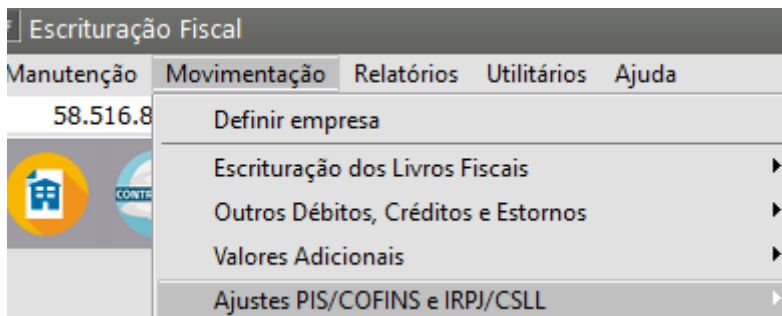 Escrituração Fiscal
Manutenção Movimentação Relatórios Utilitários Ajuda
58.516.8
Definir empresa
Escrituração dos Livros Fiscais
Outros Débitos, Créditos e Estornos
Valores Adicionais
Ajustes PIS/COFINS e IRPJ/CSLL